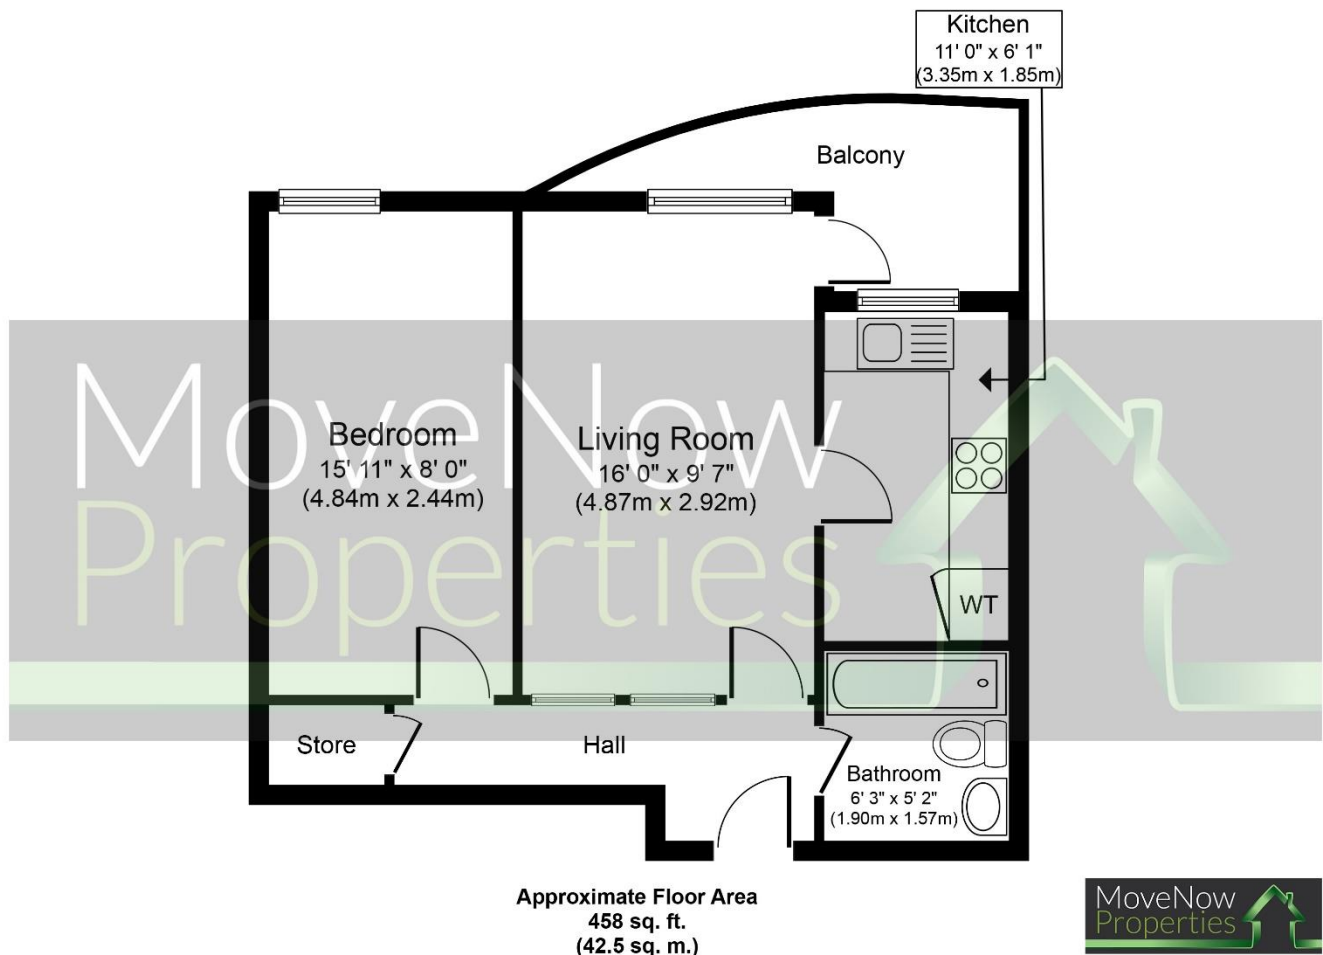 Kitchen
11' 0" x 6' 1"
(3.35m x 1.85m)
Balcony
MoveNow
Properties
Bedroom
15' 11" x 8' 0"
(4.84m x 2.44m)
Living Room
16' 0" x 9' 7"
(4.87m x 2.92m)
WT
Store
Hall
Bathroom
6' 3" x 5' 2"
(1.90m x 1.57m)
Approximate Floor Area
458 sq. ft.
(42.5 sq. m.)
MoveNow
Properties